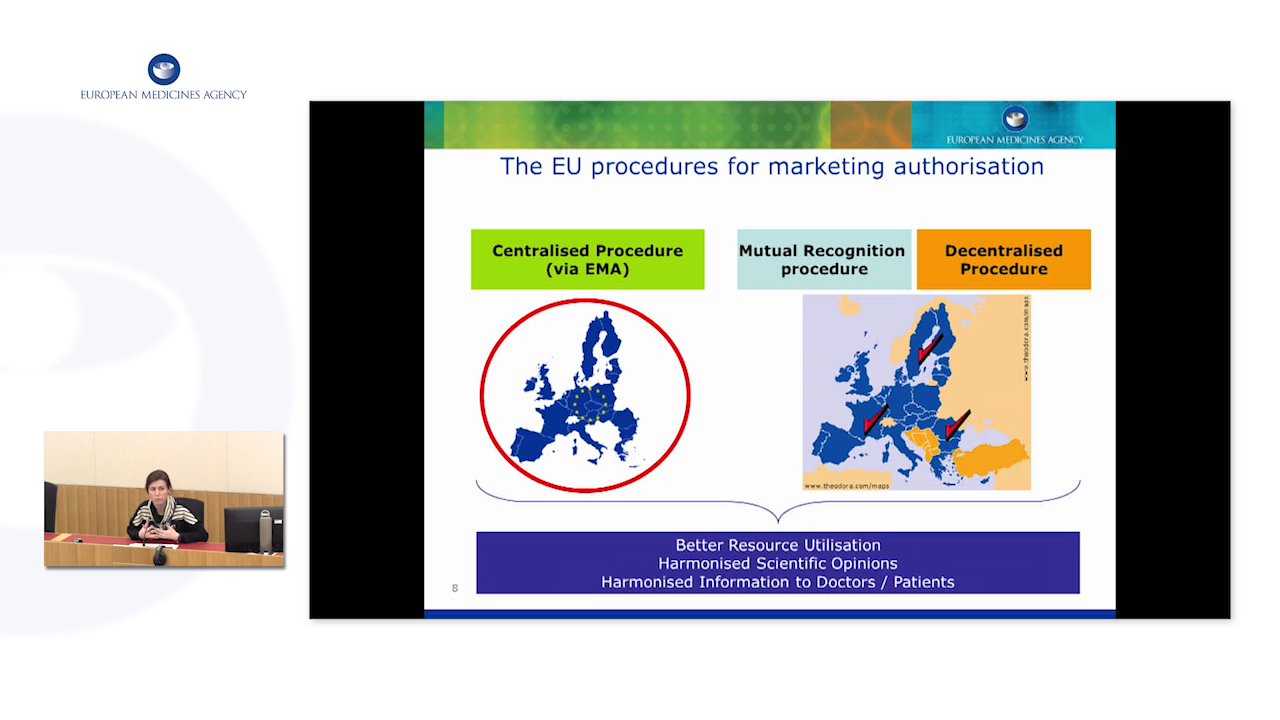 EUROPEAN MEDICINES AGENCY
EUROPEAN MEDICINES AGENCY
The EU procedures for marketing authorisation
Centralised Procedure
(via EMA)
Mutual Recognition
procedure
Decentralised
Procedure
www.theodora.com/maps
www.theodora.com/maps
Better Resource Utilisation
Harmonised Scientific Opinions
Harmonised Information to Doctors / Patients
8